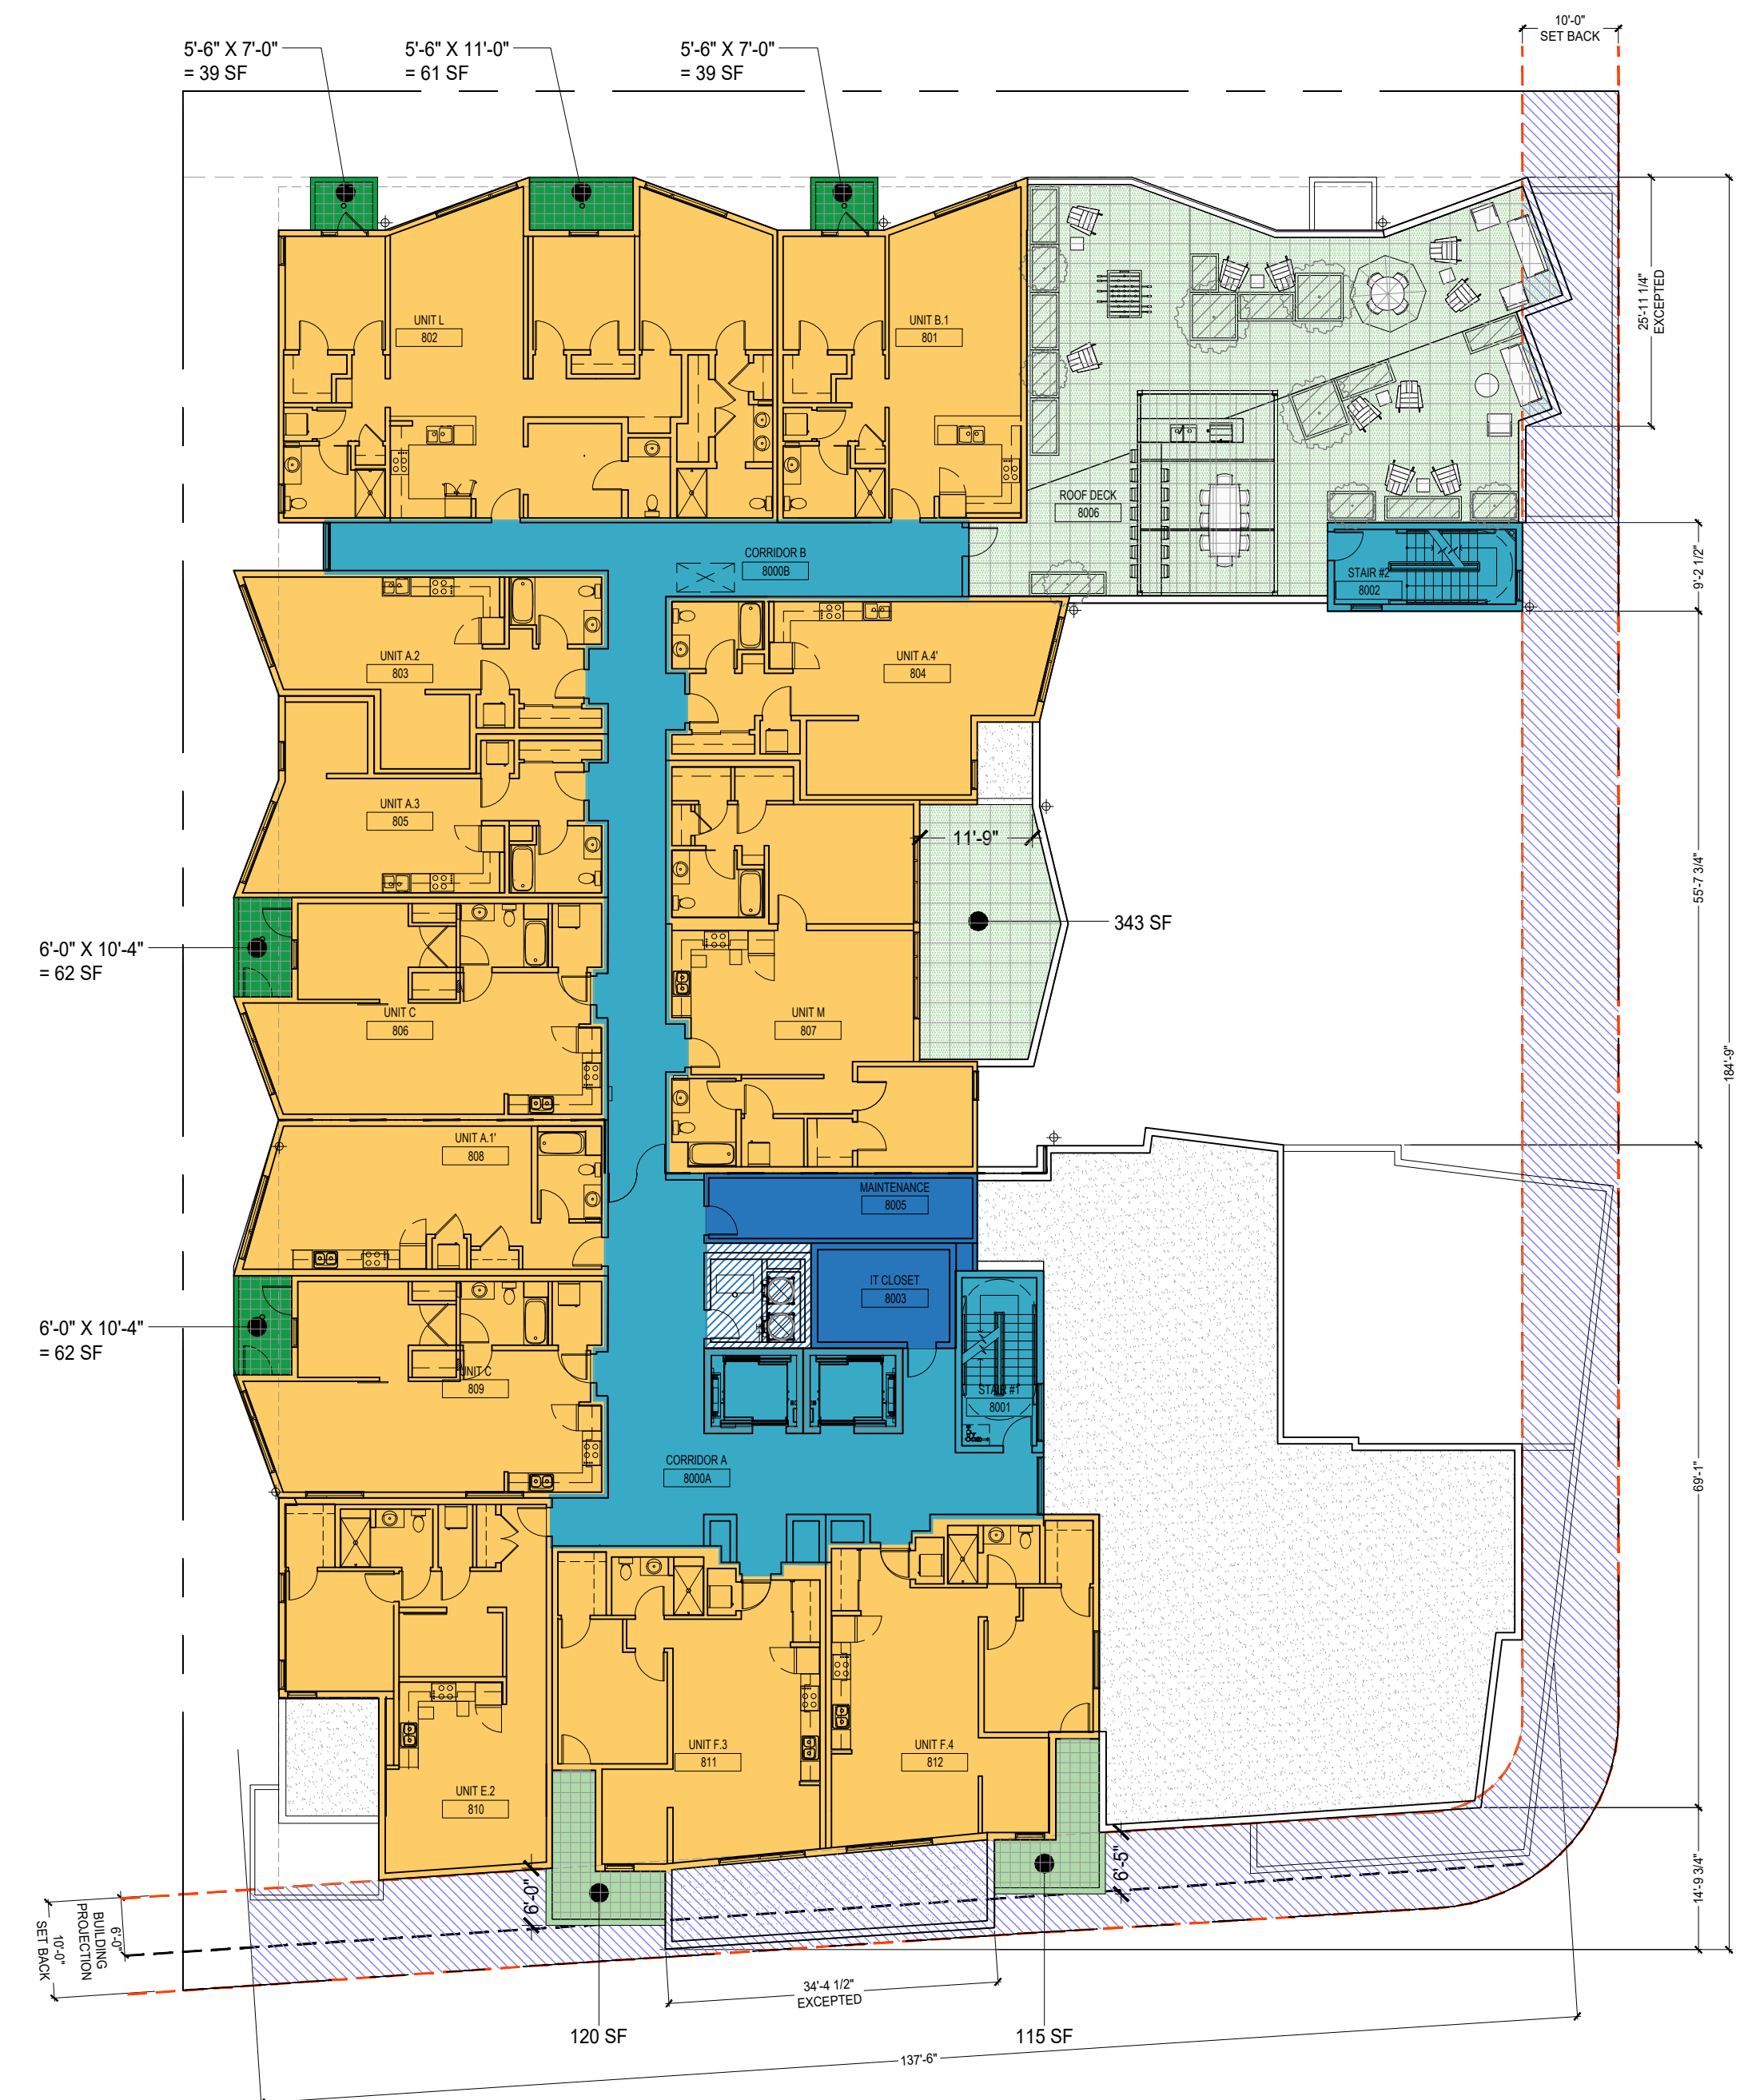 10'-0"
SET BACK
5'-6" X 7'-0"
= 39 SF
5'-6" X 11'-0"
= 61 SF
5'-6" X 7'-0"
= 39 SF
25'-11 1/4"
EXCEPTED
UNIT L
802
UNIT B.1
801
ROOF DECK
8006
CORRIDOR B
8000B
STAIR #2
8002
9'-2 1/2"
UNIT A.2
803
UNIT A.4'
804
UNIT A.3
805
11'-9"
55'-7 3/4"
343 SF
6'-0" X 10'-4"
= 62 SF
UNIT C
806
UNIT M
807
184'-9"
UNIT A.1'
808
MAINTENANCE
8005
IT CLOSET
8003
6'-0" X 10'-4"
= 62 SF
UNIT C
809
STAIR #1
8001
CORRIDOR A
8000A
69'-1"
UNIT F.3
811
UNIT F.4
812
UNIT E.2
810
6'-0"
6'-5"
14'-9 3/4"
6'-0"
BUILDING
PROJECTION
10'-0"
SET BACK
34'-4 1/2"
EXCEPTED
120 SF
115 SF
137'-6"